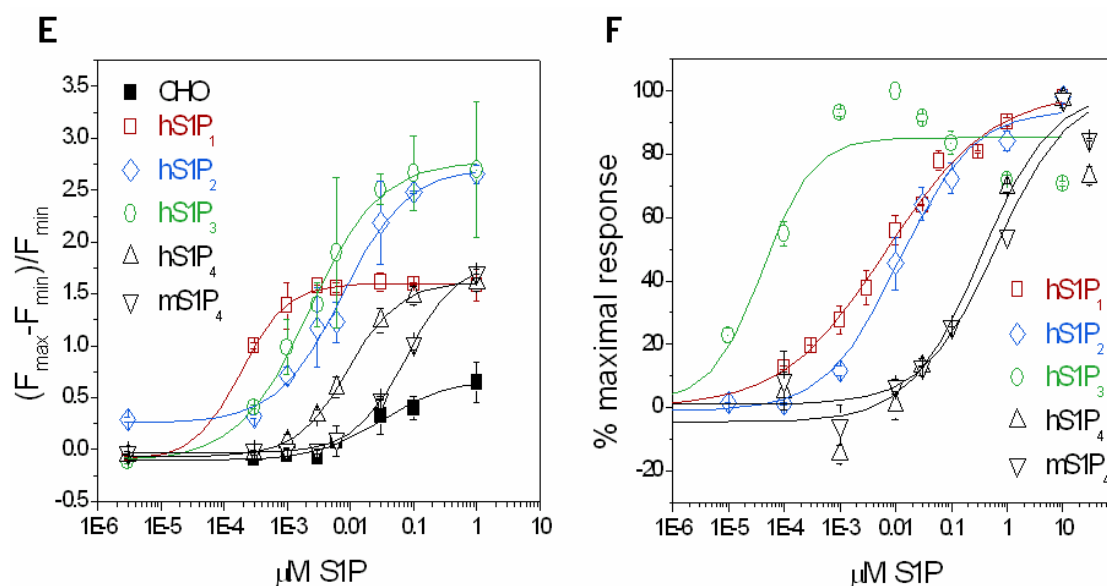 E
F
(F_max-F_min)/F_min
3.5
3.0
2.5
2.0
1.5
1.0
0.5
0.0
-0.5
CHO
hS1P₁
hS1P₂
hS1P₃
hS1P₄
mS1P₄
1E-6 1E-5 1E-4 1E-3 0.01 0.1 1 10
μM S1P
% maximal response
100
80
60
40
20
0
-20
hS1P₁
hS1P₂
hS1P₃
hS1P₄
mS1P₄
1E-6 1E-5 1E-4 1E-3 0.01 0.1 1 10
μM S1P